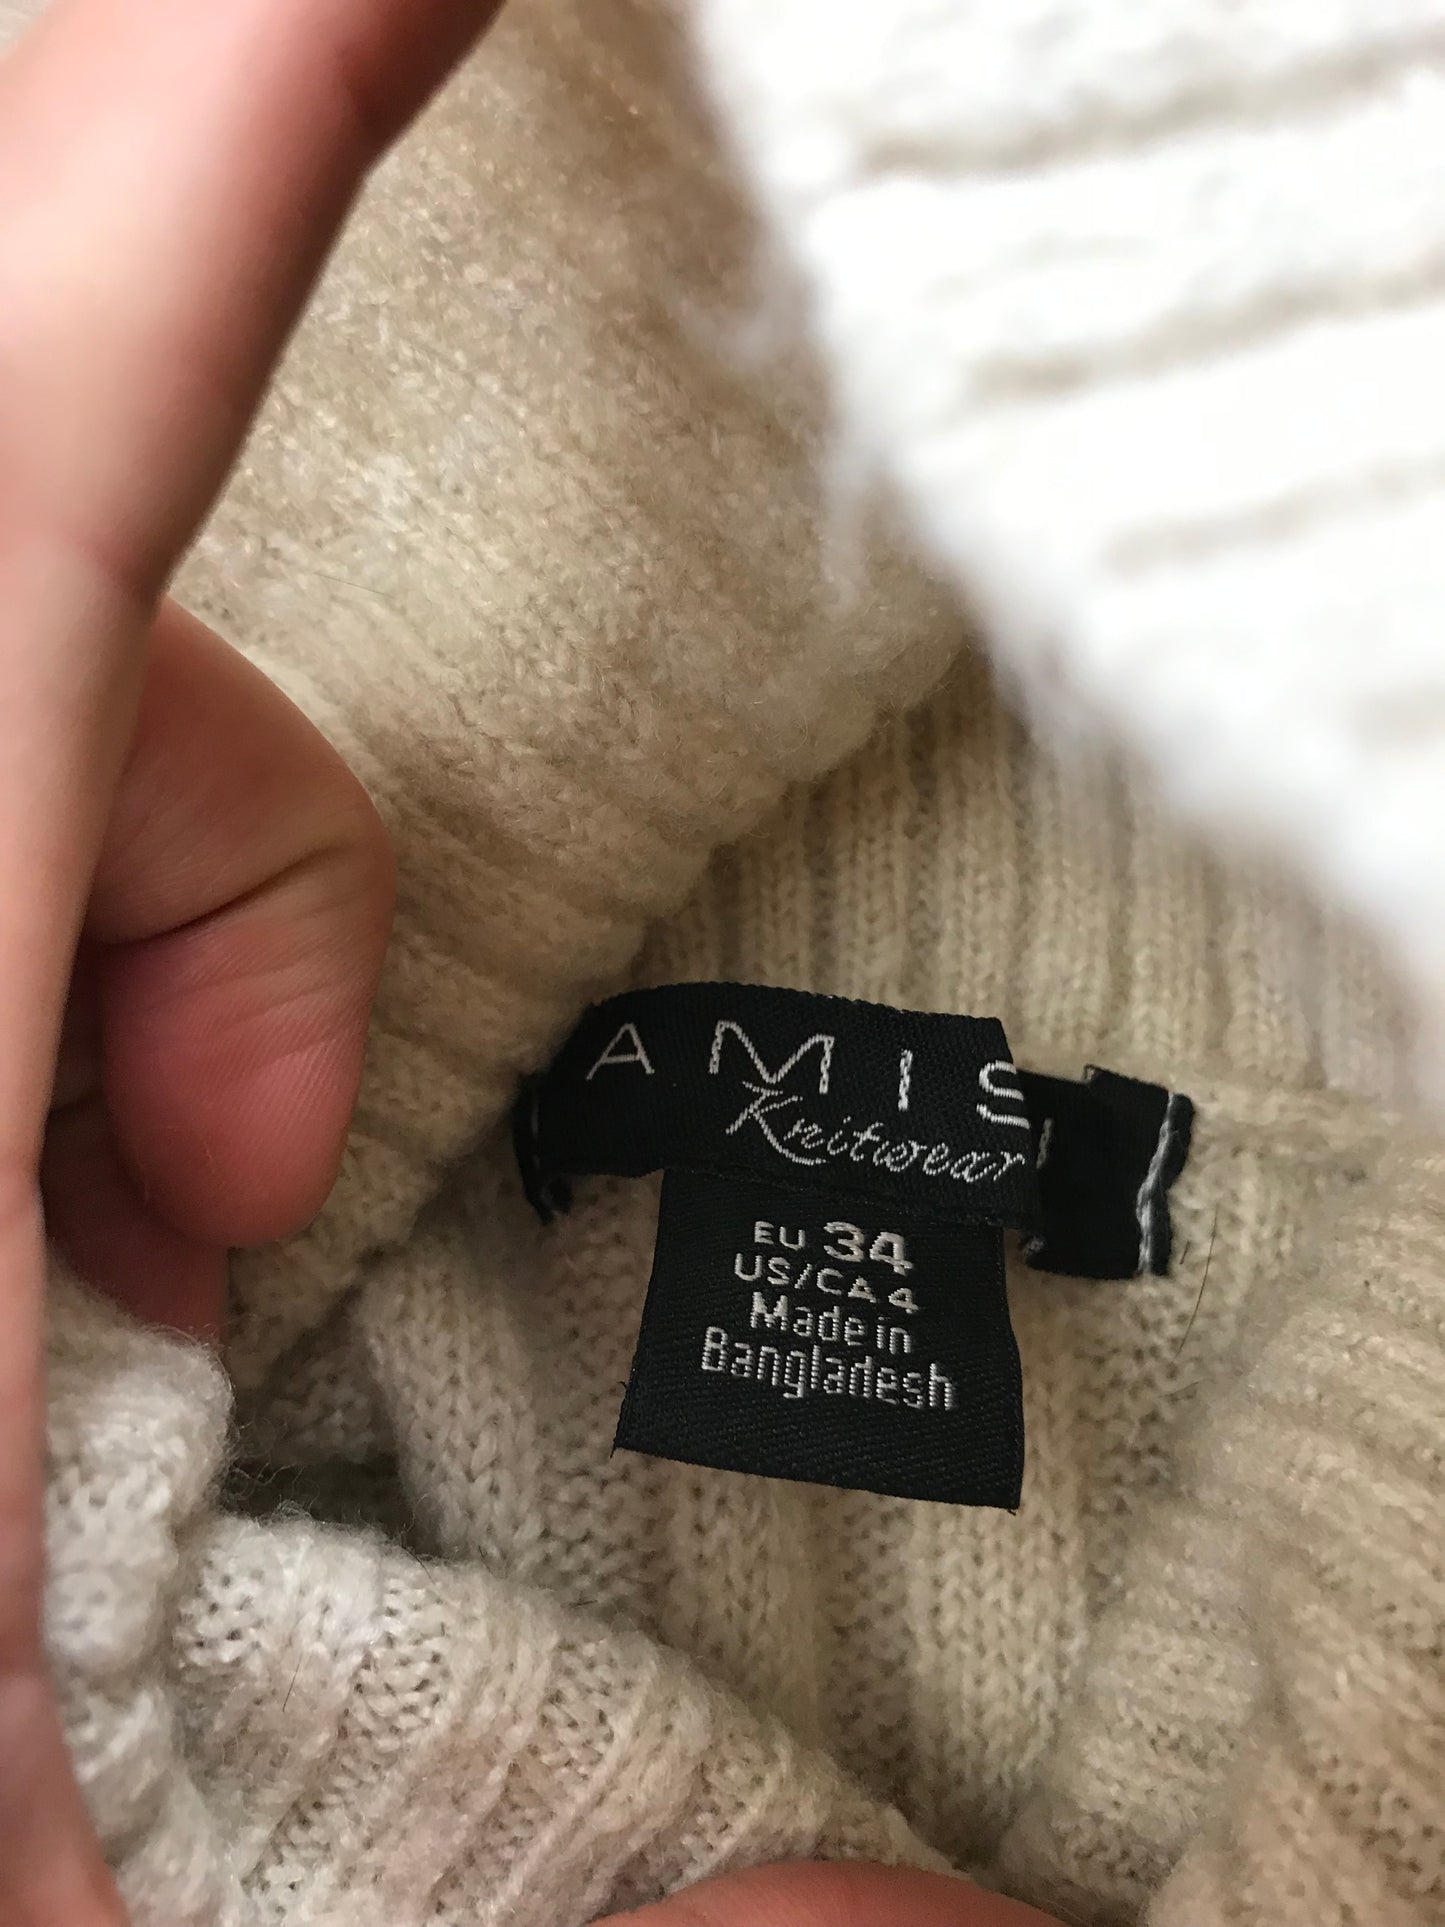 AMIS
Knitwear
EU 34
US/CA 4
Made in
Bangladesh